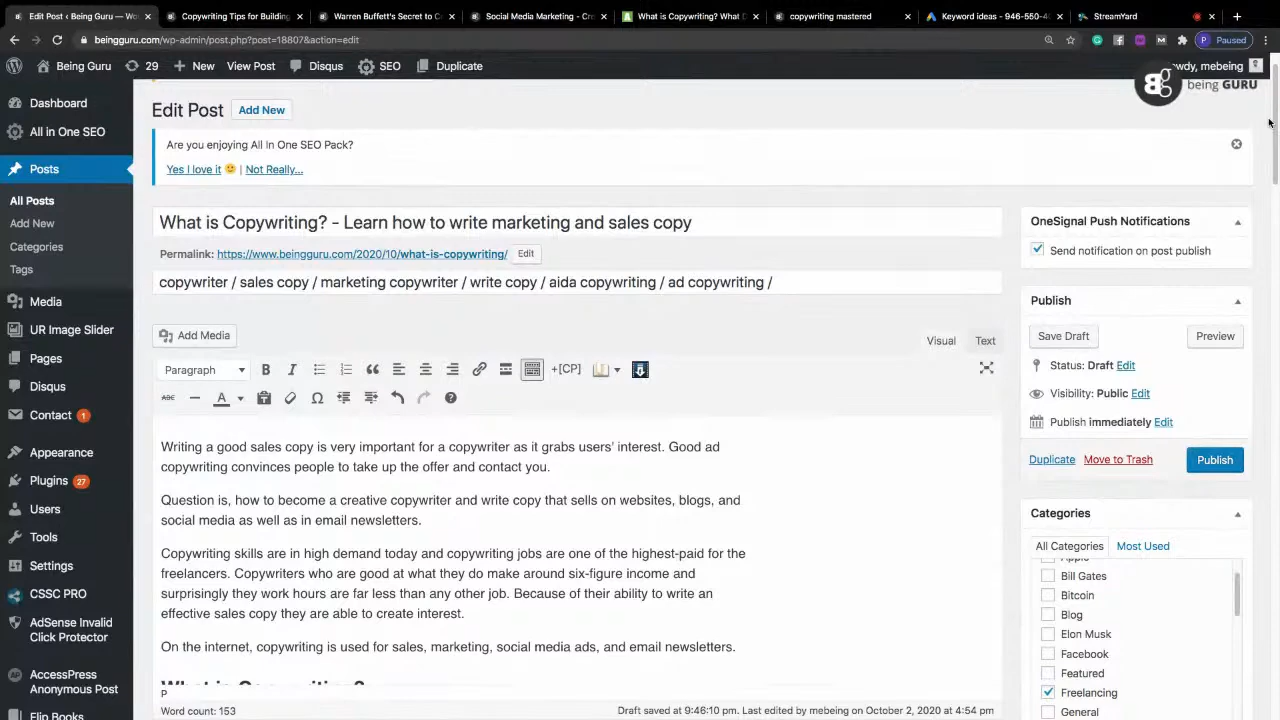 Being Guru
Copywriting Tips for Building
Warren Buffett's Secret to C
Social Media Marketing - Cre
What is Copywriting? What D
copywriting mastered
Keyword ideas - 946-550-4
StreamYard
beingguru.com/wp-admin/post.php?post=18807&action=edit
Paused
Being Guru
29
New
View Post
Disqus
SEO
Duplicate
mebeing
bg being GURU
Dashboard
All in One SEO
Posts
All Posts
Add New
Categories
Tags
Media
UR Image Slider
Pages
Disqus
Contact 1
Appearance
Plugins 27
Users
Tools
Settings
CSSC PRO
AdSense Invalid
Click Protector
AccessPress
Anonymous Post
Flip Books
Edit Post Add New
Are you enjoying All In One SEO Pack?
Yes I love it | Not Really...
What is Copywriting? - Learn how to write marketing and sales copy
Permalink: https://www.beingguru.com/2020/10/what-is-copywriting/ Edit
copywriter / sales copy / marketing copywriter / write copy / aida copywriting / ad copywriting /
Add Media
Visual Text
Paragraph B I +[CP]
ABC A
Writing a good sales copy is very important for a copywriter as it grabs users' interest. Good ad
copywriting convinces people to take up the offer and contact you.
Question is, how to become a creative copywriter and write copy that sells on websites, blogs, and
social media as well as in email newsletters.
Copywriting skills are in high demand today and copywriting jobs are one of the highest-paid for the
freelancers. Copywriters who are good at what they do make around six-figure income and
surprisingly they work hours are far less than any other job. Because of their ability to write an
effective sales copy they are able to create interest.
On the internet, copywriting is used for sales, marketing, social media ads, and email newsletters.
What is Copywriting?
P
Word count: 153
Draft saved at 9:46:10 pm. Last edited by mebeing on October 2, 2020 at 4:54 pm
OneSignal Push Notifications
Send notification on post publish
Publish
Save Draft Preview
Status: Draft Edit
Visibility: Public Edit
Publish immediately Edit
Duplicate Move to Trash Publish
Categories
All Categories Most Used
Apple
Bill Gates
Bitcoin
Blog
Elon Musk
Facebook
Featured
Freelancing
General